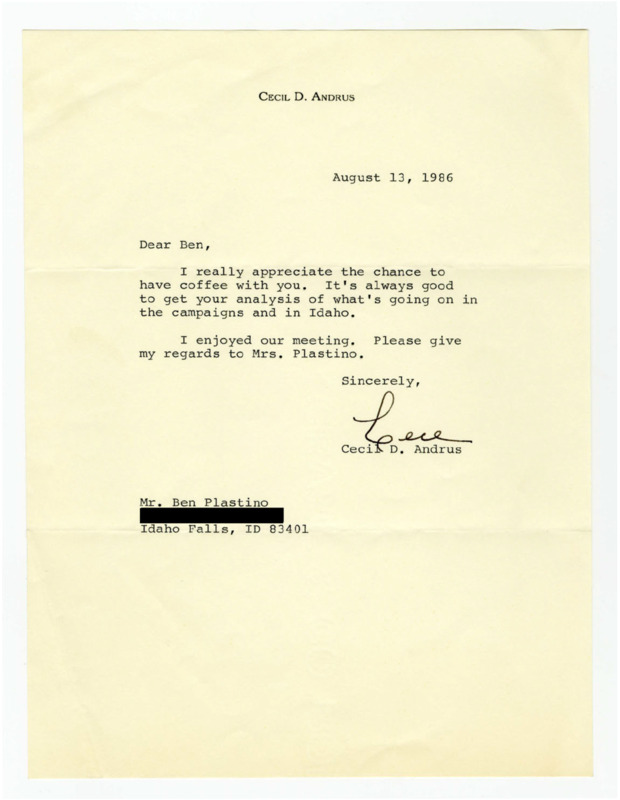 CECIL D. ANDRUS
August 13, 1986
Dear Ben,
I really appreciate the chance to
have coffee with you. It's always good
to get your analysis of what's going on in
the campaigns and in Idaho.
I enjoyed our meeting. Please give
my regards to Mrs. Plastino.
Sincerely,
Cece
Cecil D. Andrus
Mr. Ben Plastino
Idaho Falls, ID 83401